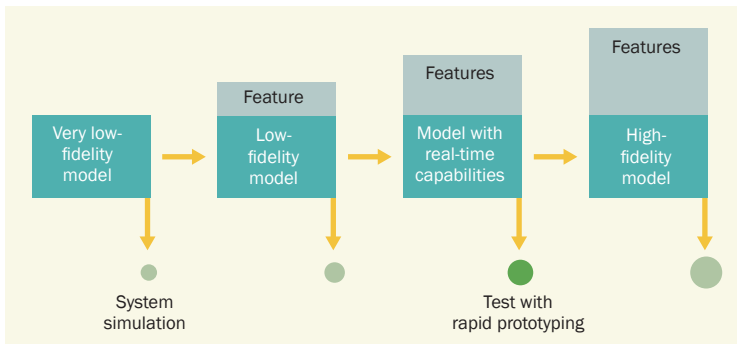 Very low-
fidelity
model
Feature
Low-
fidelity
model
Features
Model with
real-time
capabilities
Features
High-
fidelity
model
System
simulation
Test with
rapid prototyping